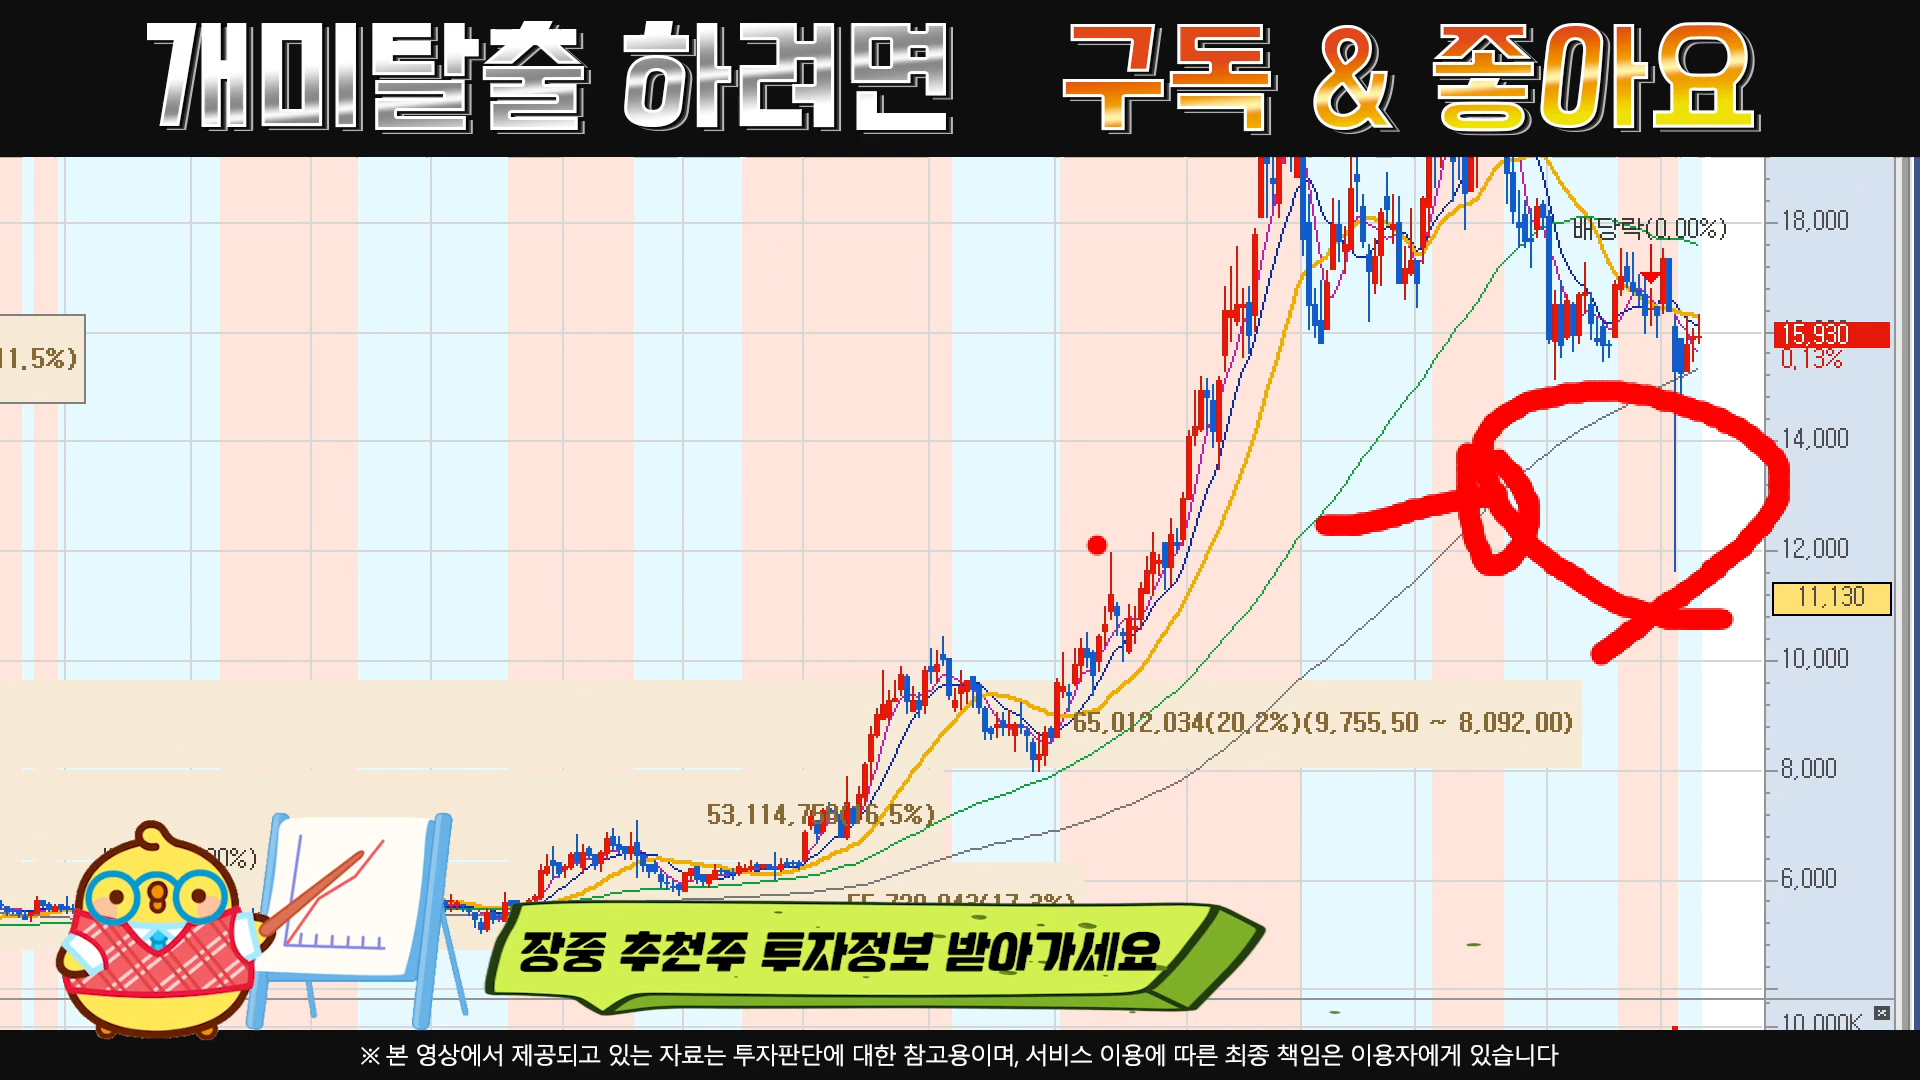 개미탈출 하려면 구독 & 좋아요
18,000
배당락(0.00%)
15,930
0.13%
11.5%)
14,000
12,000
11,130
10,000
65,012,034(20.2%)(9,755.50 ~ 8,092.00)
8,000
00%)
6,000
장중 추천주 투자정보 받아가세요
10,000K
※ 본 영상에서 제공되고 있는 자료는 투자판단에 대한 참고용이며, 서비스 이용에 따른 최종 책임은 이용자에게 있습니다